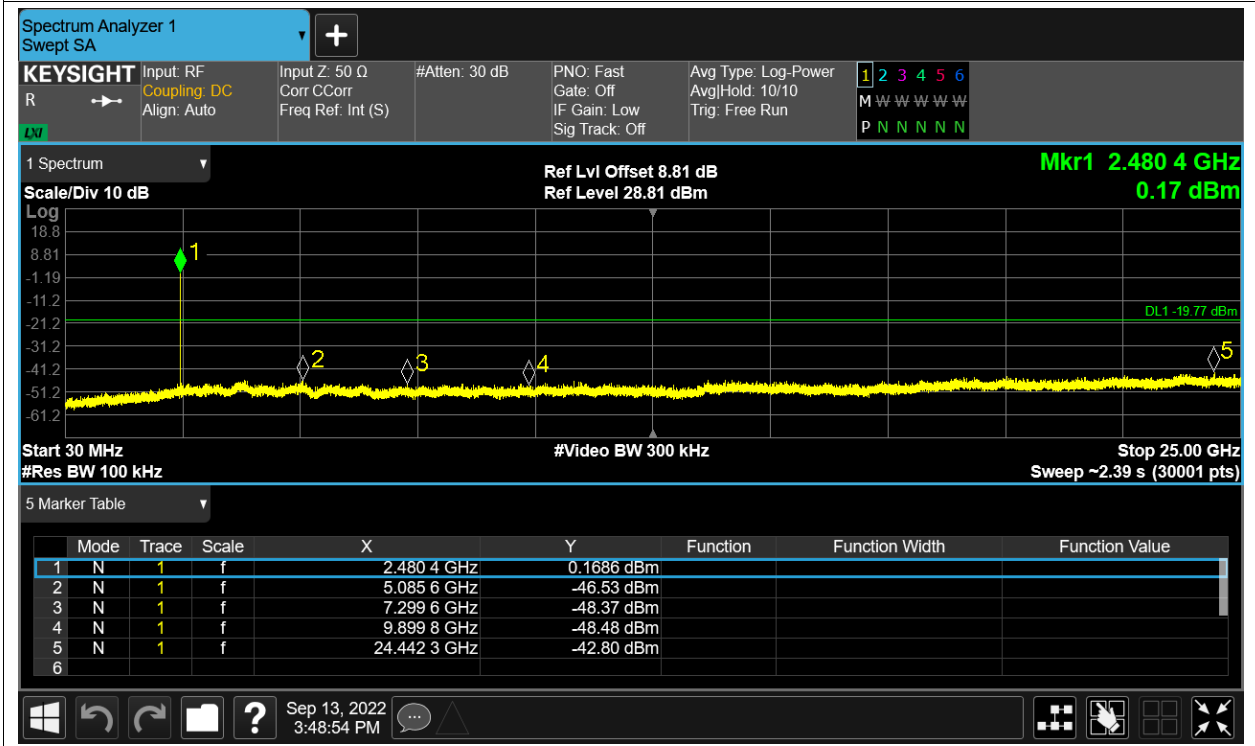 Spectrum Analyzer 1
Swept SA
KEYSIGHT
R
LXI
Input: RF
Coupling: DC
Align: Auto
Input Z: 50 Ω
Corr CCorr
Freq Ref: Int (S)
#Atten: 30 dB
PNO: Fast
Gate: Off
IF Gain: Low
Sig Track: Off
Avg Type: Log-Power
Avg|Hold: 10/10
Trig: Free Run
1 2 3 4 5 6
M W W W W W
P N N N N N
1 Spectrum
Scale/Div 10 dB
Ref Lvl Offset 8.81 dB
Ref Level 28.81 dBm
Mkr1 2.480 4 GHz
0.17 dBm
Log
18.8
8.81
-1.19
-11.2
-21.2
-31.2
-41.2
-51.2
-61.2
1
2
3
4
5
DL1 -19.77 dBm
Start 30 MHz
#Res BW 100 kHz
#Video BW 300 kHz
Stop 25.00 GHz
Sweep ~2.39 s (30001 pts)
5 Marker Table
Mode Trace Scale X Y Function Function Width Function Value
1 N 1 f 2.480 4 GHz 0.1686 dBm
2 N 1 f 5.085 6 GHz -46.53 dBm
3 N 1 f 7.299 6 GHz -48.37 dBm
4 N 1 f 9.899 8 GHz -48.48 dBm
5 N 1 f 24.442 3 GHz -42.80 dBm
6
?
Sep 13, 2022
3:48:54 PM